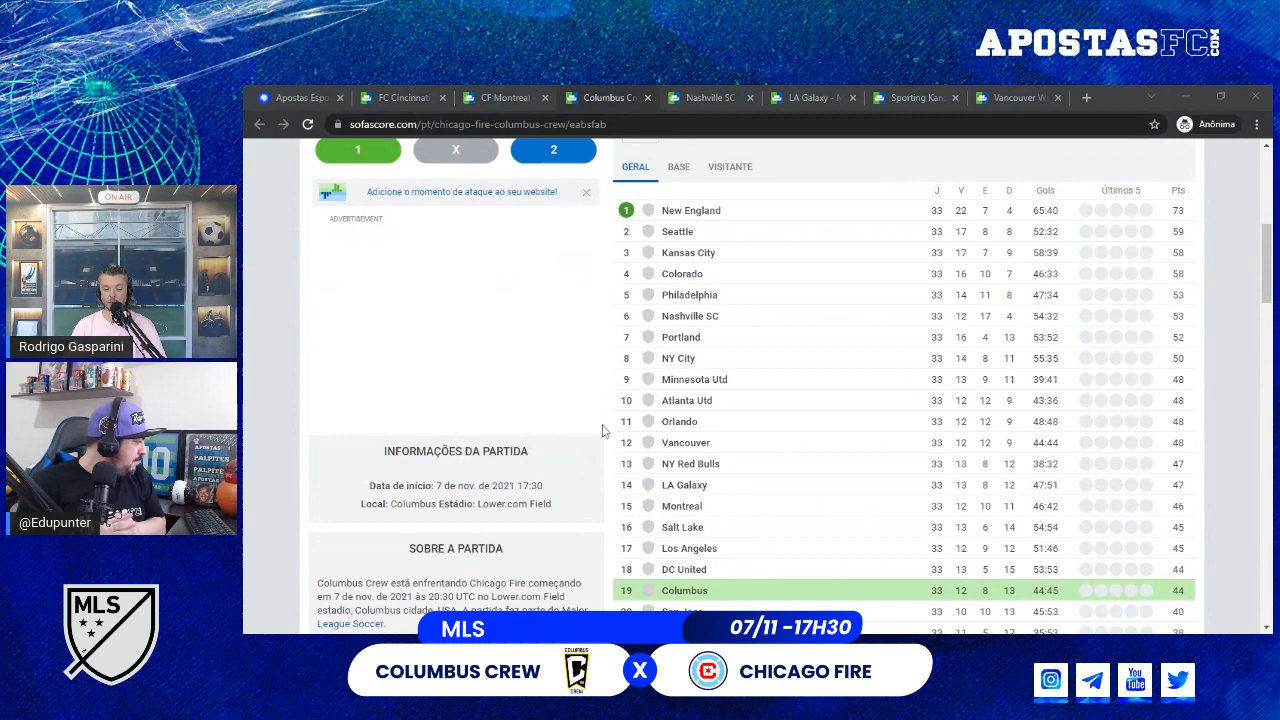 APOSTASFC.COM
Apostas Espo
FC Cincinnati
CF Montreal
Columbus Cr
Nashville SC
LA Galaxy - M
Sporting Kan
Vancouver W
sofascore.com/pt/chicago-fire-columbus-crew/eabsfab
Anônima
1 X 2
Adicione o momento de ataque ao seu website!
ADVERTISEMENT
GERAL BASE VISITANTE
J V E D Gols Últimos 5 Pts
1 New England 33 22 7 4 65:40 73
2 Seattle 33 17 8 8 52:32 59
3 Kansas City 33 17 7 9 58:39 58
4 Colorado 33 16 10 7 46:33 58
5 Philadelphia 33 14 11 8 47:34 53
6 Nashville SC 33 12 17 4 54:32 53
7 Portland 33 16 4 13 53:52 52
8 NY City 33 14 8 11 55:35 50
9 Minnesota Utd 33 13 9 11 39:41 48
10 Atlanta Utd 33 12 12 9 43:36 48
11 Orlando 33 12 12 9 48:48 48
12 Vancouver 33 12 12 9 44:44 48
13 NY Red Bulls 33 13 8 12 38:32 47
14 LA Galaxy 33 13 8 12 47:51 47
15 Montreal 33 12 10 11 46:42 46
16 Salt Lake 33 13 6 14 54:54 45
17 Los Angeles 33 12 9 12 51:46 45
18 DC United 33 13 5 15 53:53 44
19 Columbus 33 12 8 13 44:45 44
33 10 10 13 45:53 40
INFORMAÇÕES DA PARTIDA
Data de início: 7 de nov. de 2021 17:30
Local: Columbus Estádio: Lower.com Field
SOBRE A PARTIDA
Columbus Crew está enfrentando Chicago Fire começando
em 7 de nov. de 2021 às 20:30 UTC no Lower.com Field
estadio, Columbus cidade, USA. A partida faz parte do Major
League Soccer.
ON AIR
Rodrigo Gasparini
@Edupunter
MLS
MLS
07/11 -17H30
COLUMBUS CREW
COLUMBUS
CREW
X
CHICAGO FIRE
You
Tube